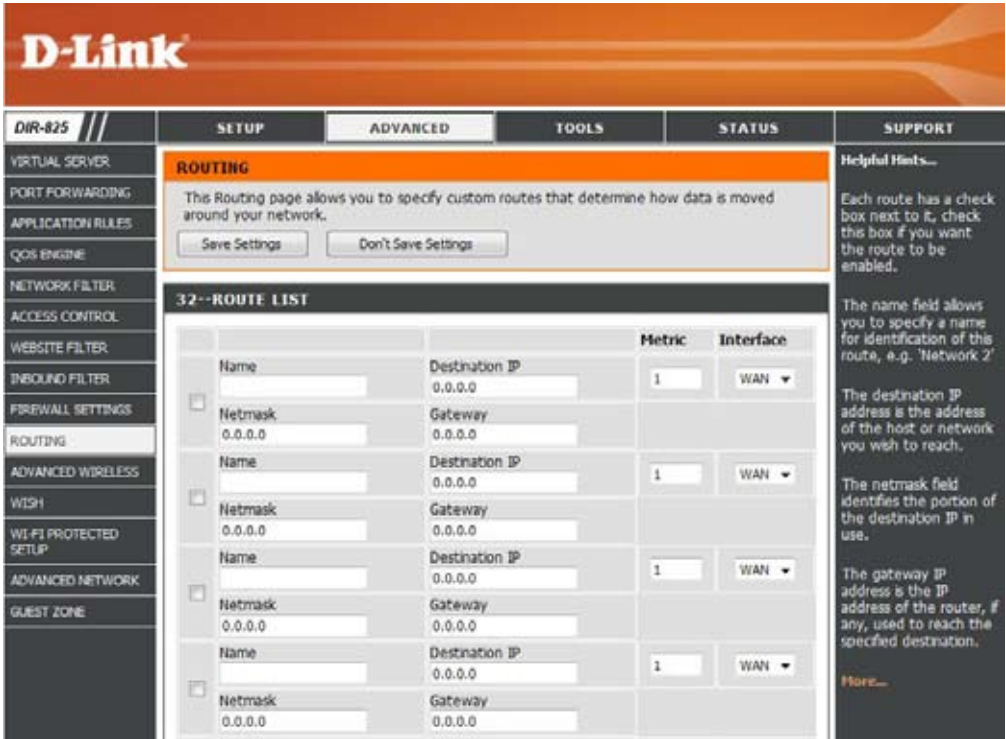 D-Link
DIR-825
SETUP
ADVANCED
TOOLS
STATUS
SUPPORT
VIRTUAL SERVER
PORT FORWARDING
APPLICATION RULES
QOS ENGINE
NETWORK FILTER
ACCESS CONTROL
WEBSITE FILTER
INBOUND FILTER
FIREWALL SETTINGS
ROUTING
ADVANCED WIRELESS
WISH
WI-FI PROTECTED
SETUP
ADVANCED NETWORK
GUEST ZONE
ROUTING
This Routing page allows you to specify custom routes that determine how data is moved
around your network.
Save Settings
Don't Save Settings
32--ROUTE LIST
Metric
Interface
Name
Destination IP
0.0.0.0
1
WAN
Netmask
Gateway
0.0.0.0
0.0.0.0
Name
Destination IP
0.0.0.0
1
WAN
Netmask
Gateway
0.0.0.0
0.0.0.0
Name
Destination IP
0.0.0.0
1
WAN
Netmask
Gateway
0.0.0.0
0.0.0.0
Name
Destination IP
0.0.0.0
1
WAN
Netmask
Gateway
0.0.0.0
0.0.0.0
Helpful Hints...
Each route has a check
box next to it, check
this box if you want
the route to be
enabled.
The name field allows
you to specify a name
for identification of this
route, e.g. 'Network 2'
The destination IP
address is the address
of the host or network
you wish to reach.
The netmask field
identifies the portion of
the destination IP in
use.
The gateway IP
address is the IP
address of the router, if
any, used to reach the
specified destination.
More...